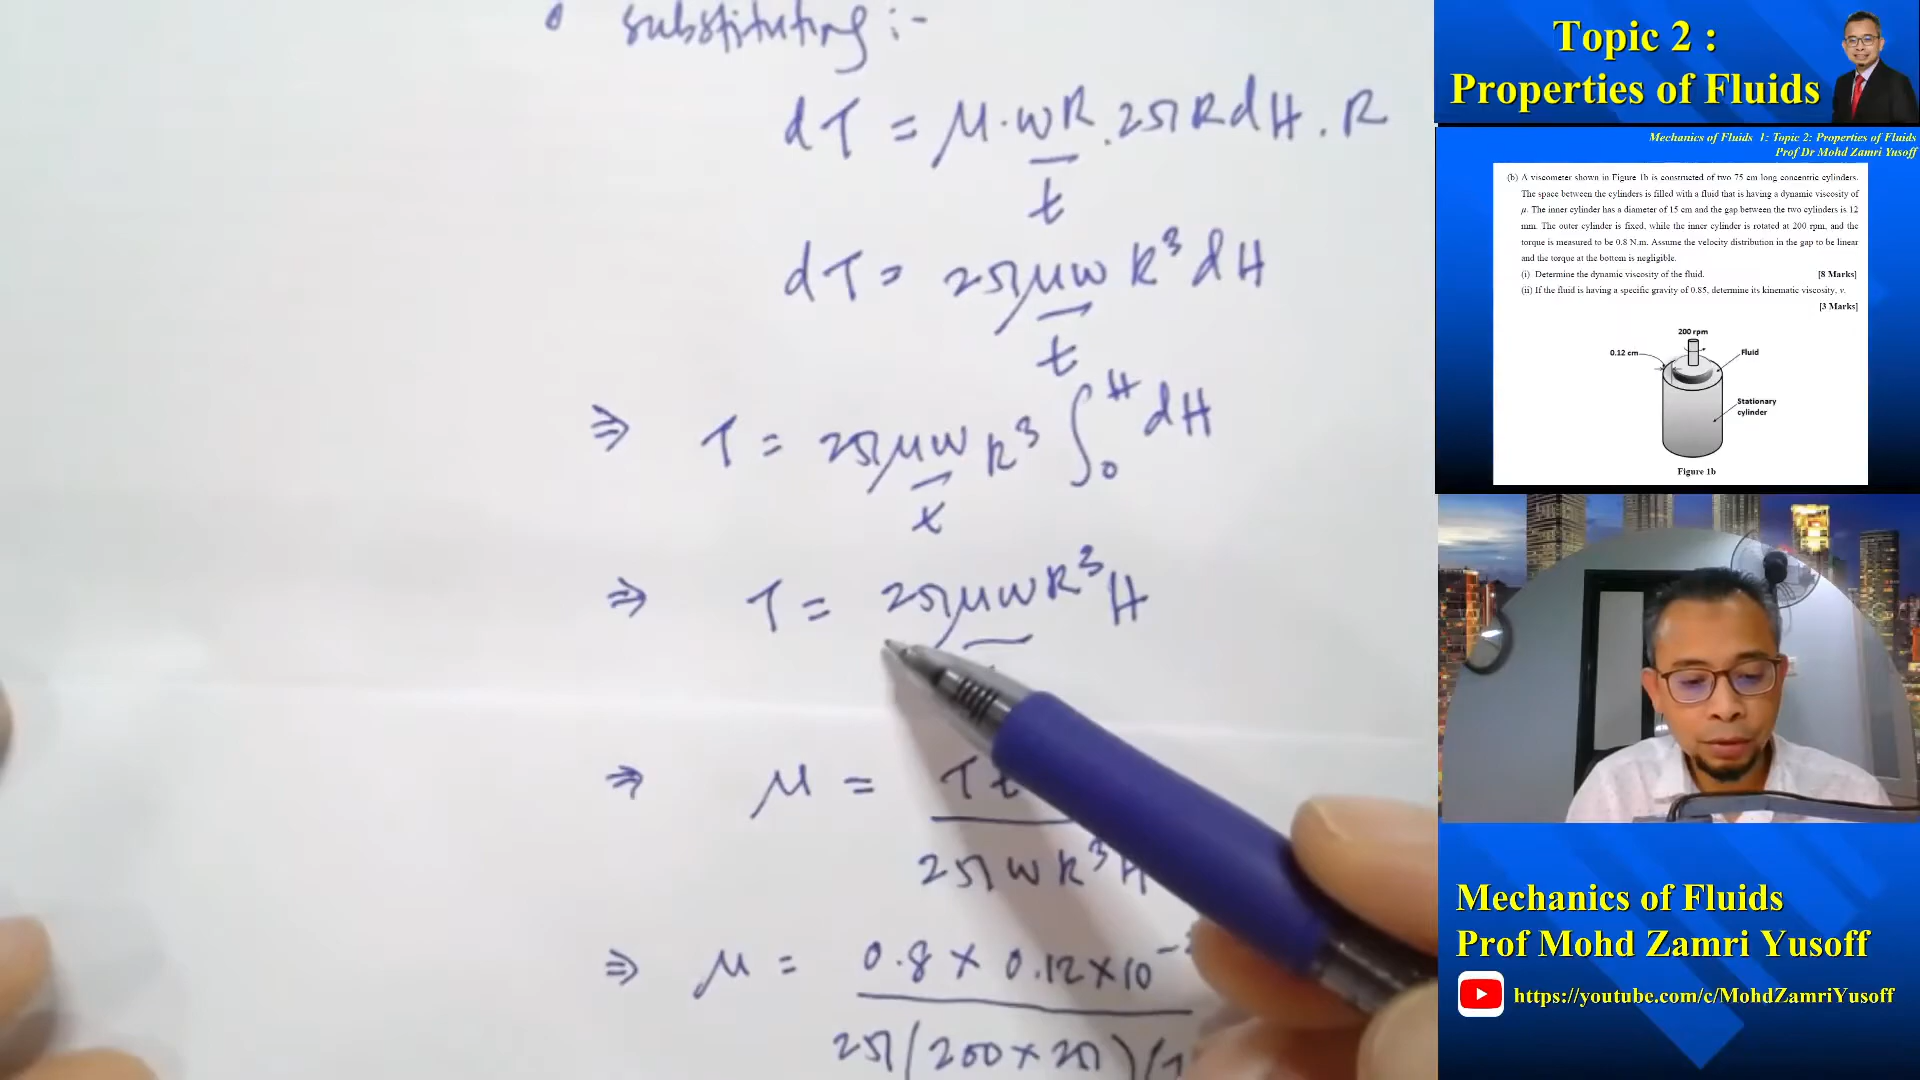 • substituting :-
dT = μ · ωR/t · 2πR dH · R
dT = 2πμω/t R³ dH
⇒ T = 2πμω/t R³ ∫₀ᴴ dH
⇒ T = 2πμωR³H
⇒ μ = Tt
2πωR³H
⇒ μ = 0.8 × 0.12×10⁻
2π(200×2π)
Topic 2 :
Properties of Fluids
Mechanics of Fluids 1: Topic 2: Properties of Fluids
Prof Dr Mohd Zamri Yusoff
(b) A viscometer shown in Figure 1b is constructed of two 75 cm long concentric cylinders.
The space between the cylinders is filled with a fluid that is having a dynamic viscosity of
μ. The inner cylinder has a diameter of 15 cm and the gap between the two cylinders is 12
mm. The outer cylinder is fixed, while the inner cylinder is rotated at 200 rpm, and the
torque is measured to be 0.8 N.m. Assume the velocity distribution in the gap to be linear
and the torque at the bottom is negligible.
(i) Determine the dynamic viscosity of the fluid. [8 Marks]
(ii) If the fluid is having a specific gravity of 0.85, determine its kinematic viscosity, ν.
[3 Marks]
200 rpm
0.12 cm
Fluid
Stationary
cylinder
Figure 1b
Mechanics of Fluids
Prof Mohd Zamri Yusoff
https://youtube.com/c/MohdZamriYusoff